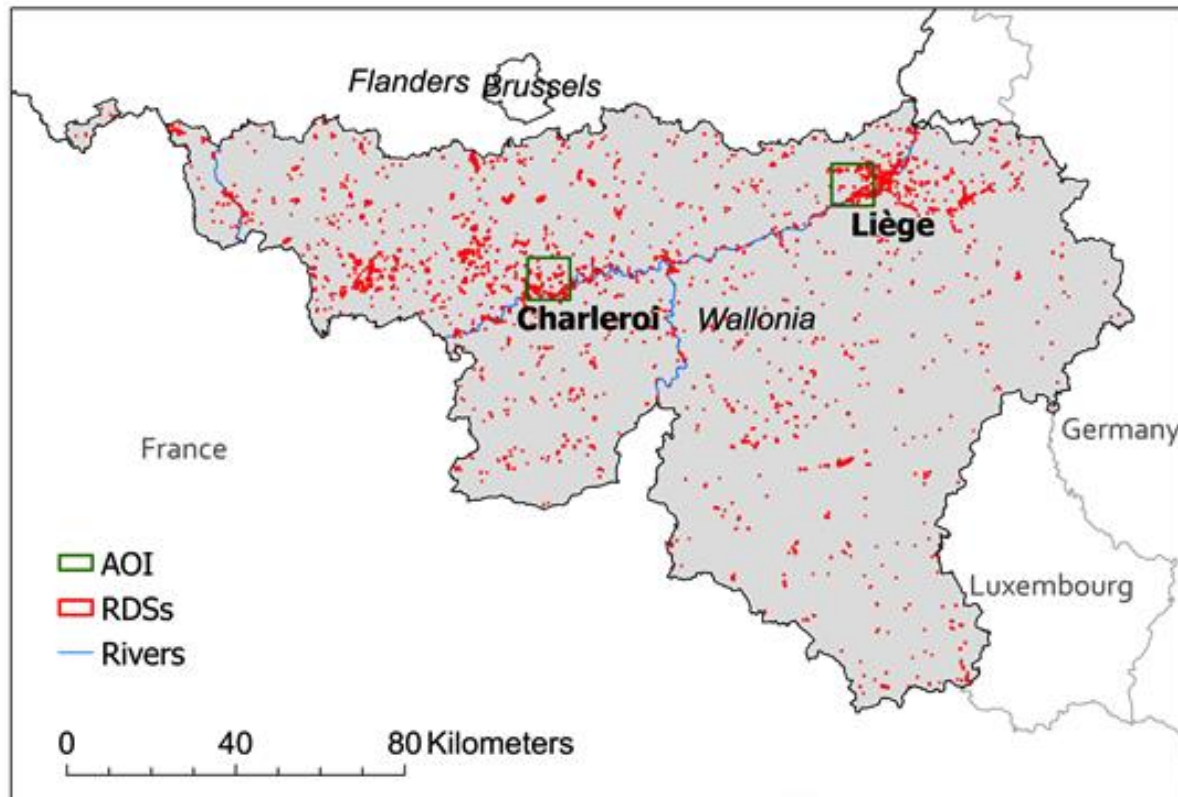 Flanders
Brussels
Liège
Charleroi
Wallonia
France
Germany
Luxembourg
AOI
RDSs
Rivers
0 40 80 Kilometers